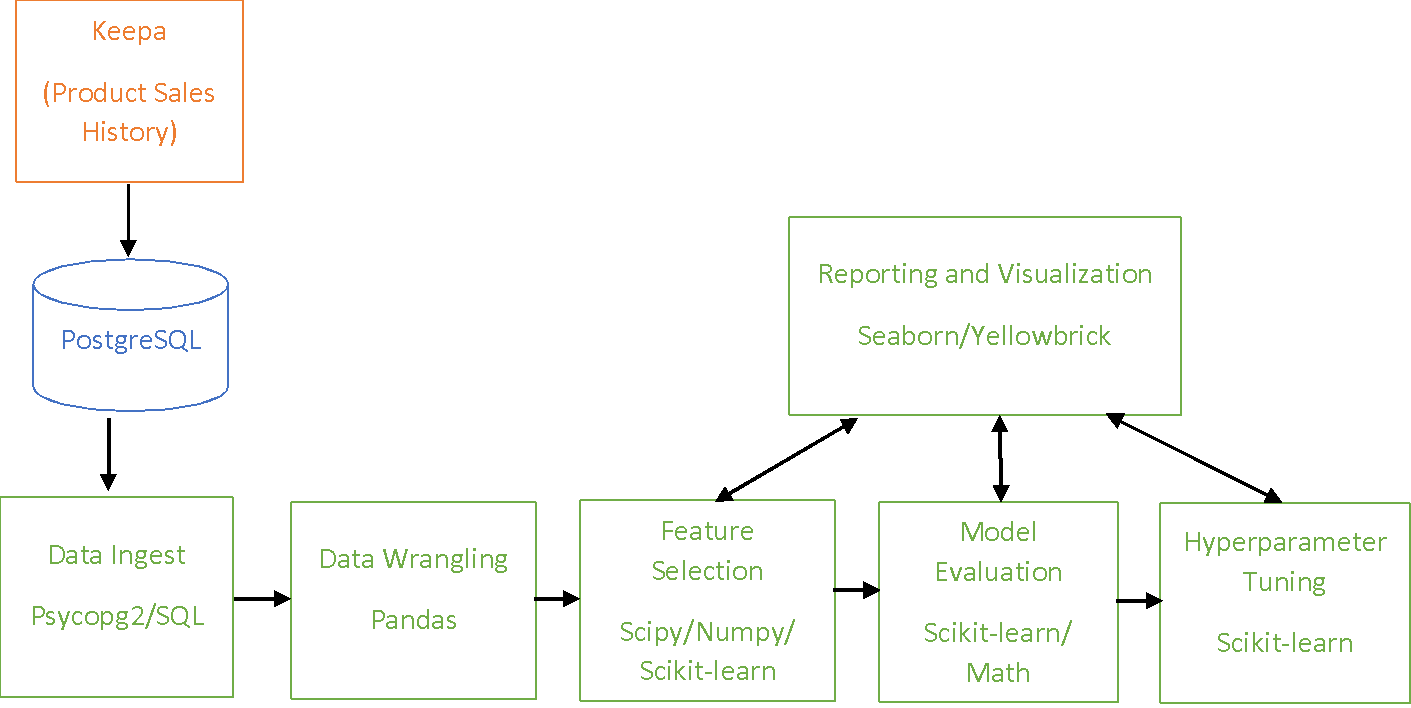 Keepa
(Product Sales
History)
PostgreSQL
Reporting and Visualization
Seaborn/Yellowbrick
Data Ingest
Psycopg2/SQL
Data Wrangling
Pandas
Feature
Selection
Scipy/Numpy/
Scikit-learn
Model
Evaluation
Scikit-learn/
Math
Hyperparameter
Tuning
Scikit-learn